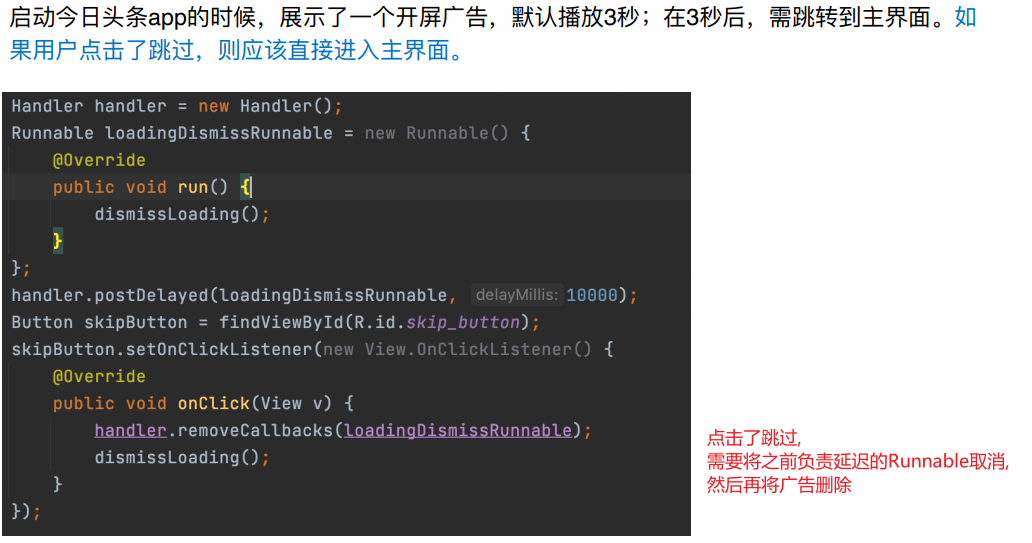 启动今日头条app的时候，展示了一个开屏广告，默认播放3秒；在3秒后，需跳转到主界面。如
果用户点击了跳过，则应该直接进入主界面。
Handler handler = new Handler();
Runnable loadingDismissRunnable = new Runnable() {
    @Override
    public void run() {
        dismissLoading();
    }
};
handler.postDelayed(loadingDismissRunnable, delayMillis: 10000);
Button skipButton = findViewById(R.id.skip_button);
skipButton.setOnClickListener(new View.OnClickListener() {
    @Override
    public void onClick(View v) {
        handler.removeCallbacks(loadingDismissRunnable);
        dismissLoading();
    }
});
点击了跳过,
需要将之前负责延迟的Runnable取消,
然后再将广告删除